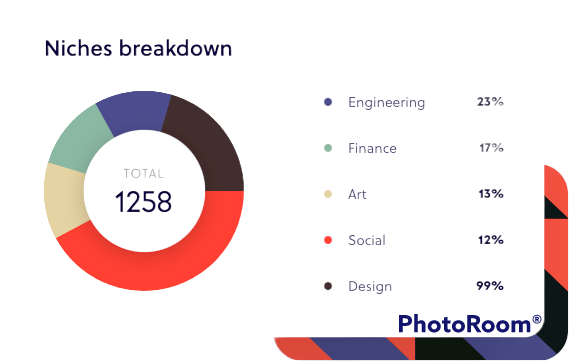 Niches breakdown
TOTAL
1258
Engineering 23%
Finance 17%
Art 13%
Social 12%
Design 99%
PhotoRoom®